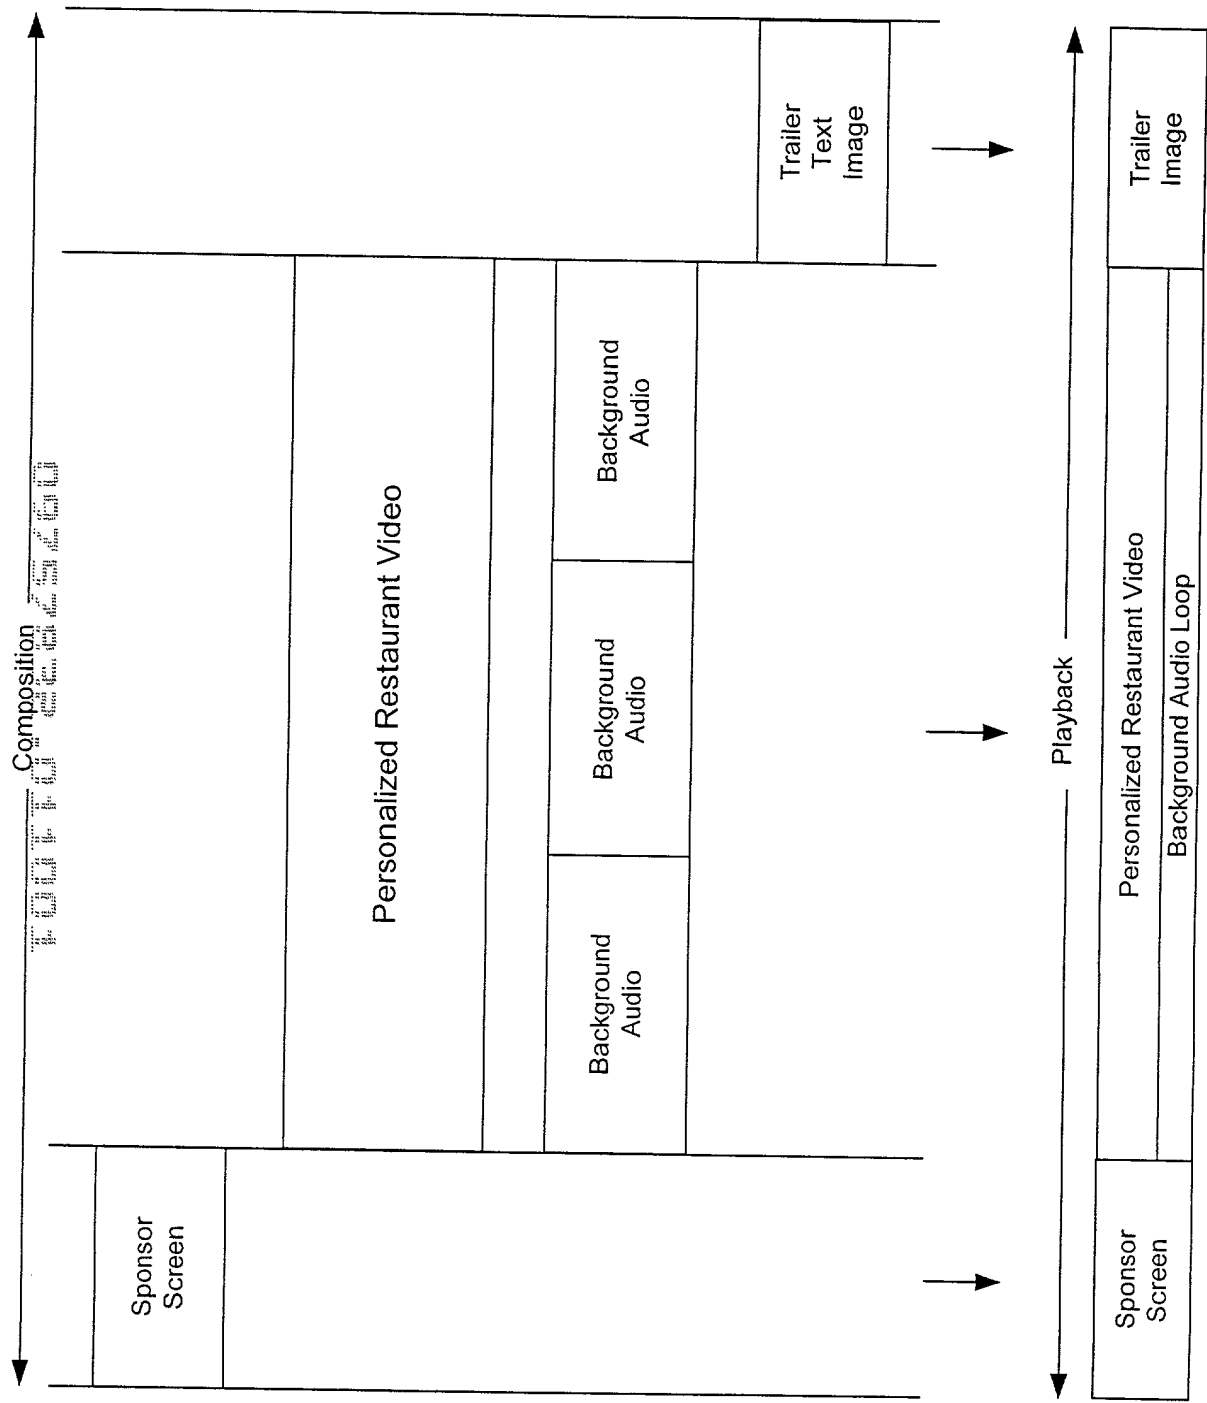 Composition
Sponsor
Screen
Personalized Restaurant Video
Background
Audio
Background
Audio
Background
Audio
Trailer
Text
Image
Playback
Sponsor
Screen
Personalized Restaurant Video
Background Audio Loop
Trailer
Image